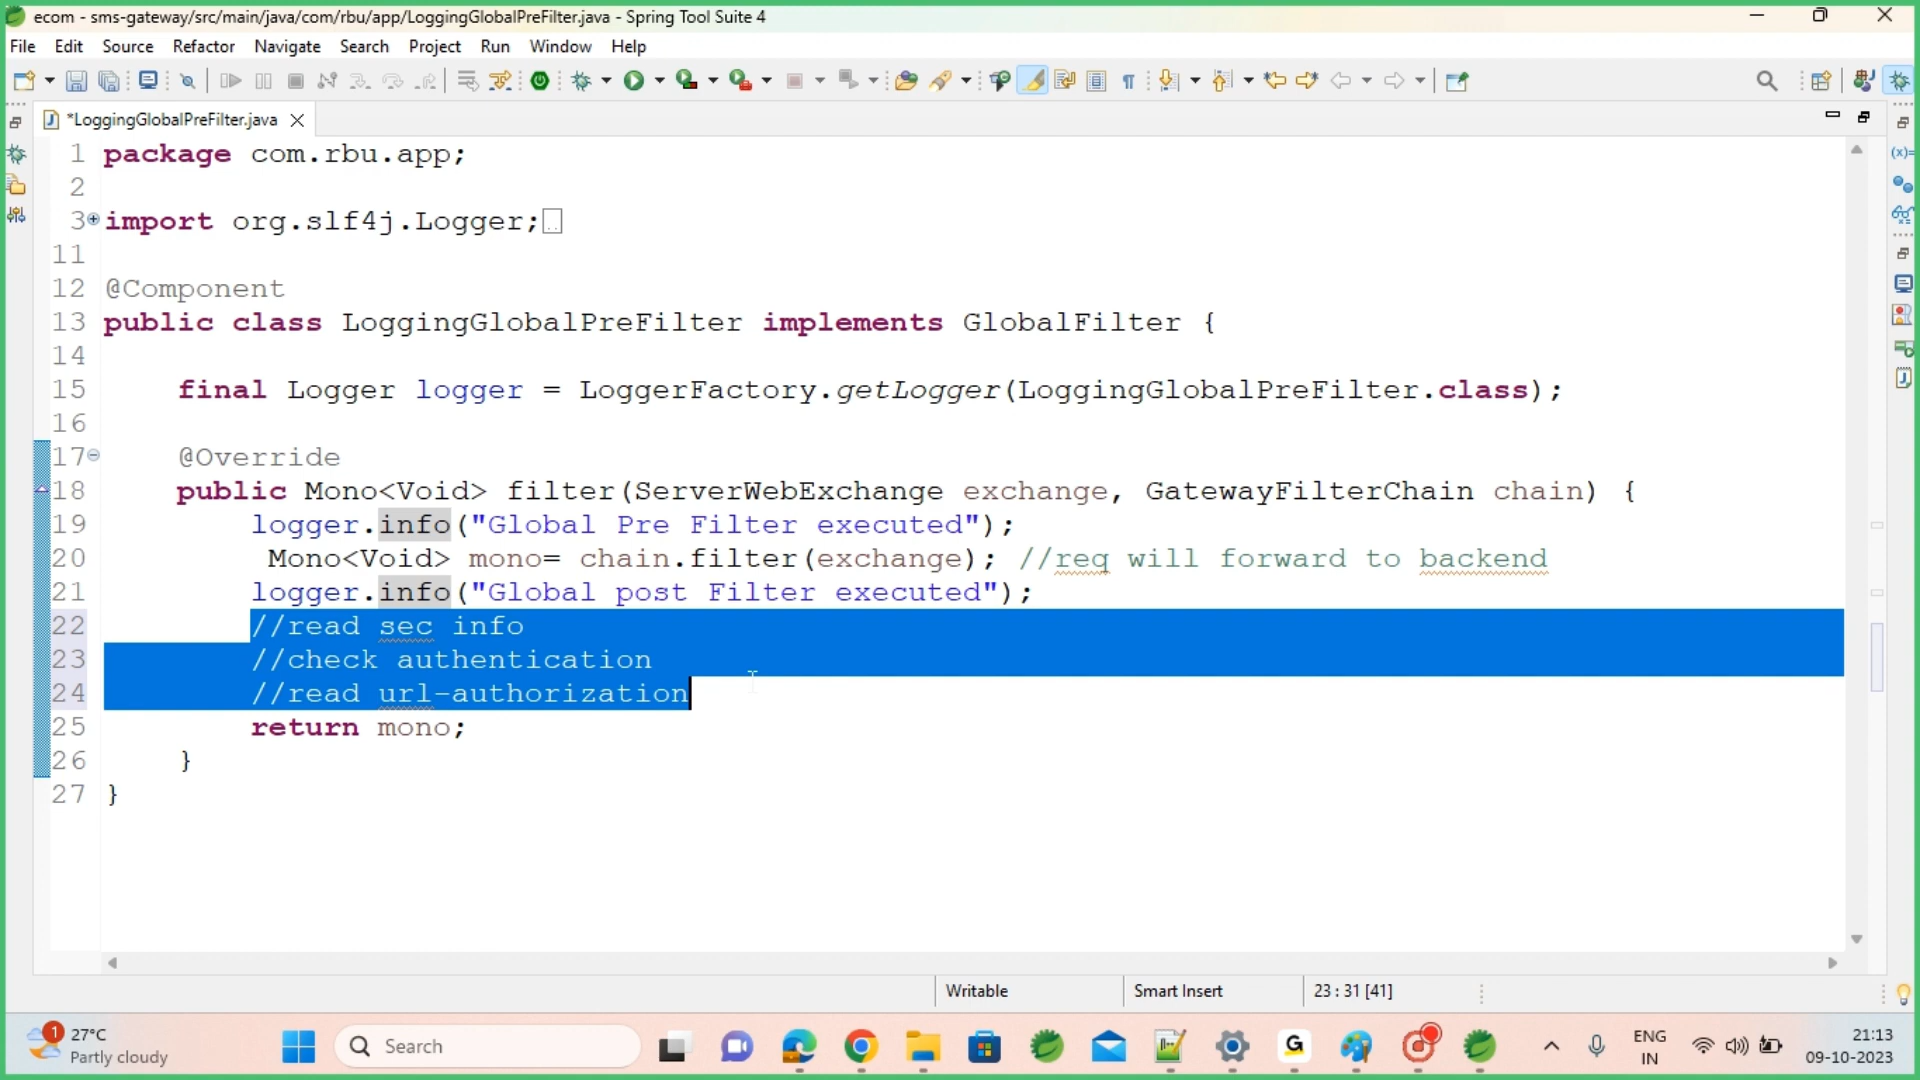 ecom - sms-gateway/src/main/java/com/rbu/app/LoggingGlobalPreFilter.java - Spring Tool Suite 4
File Edit Source Refactor Navigate Search Project Run Window Help
*LoggingGlobalPreFilter.java
1 package com.rbu.app;
2
3 import org.slf4j.Logger;
11
12 @Component
13 public class LoggingGlobalPreFilter implements GlobalFilter {
14
15 final Logger logger = LoggerFactory.getLogger(LoggingGlobalPreFilter.class);
16
17 @Override
18 public Mono<Void> filter(ServerWebExchange exchange, GatewayFilterChain chain) {
19 logger.info("Global Pre Filter executed");
20 Mono<Void> mono= chain.filter(exchange); //req will forward to backend
21 logger.info("Global post Filter executed");
22 //read sec info
23 //check authentication
24 //read url-authorization
25 return mono;
26 }
27 }
Writable Smart Insert 23 : 31 [41]
1 27°C
Partly cloudy
Search
ENG
IN
21:13
09-10-2023